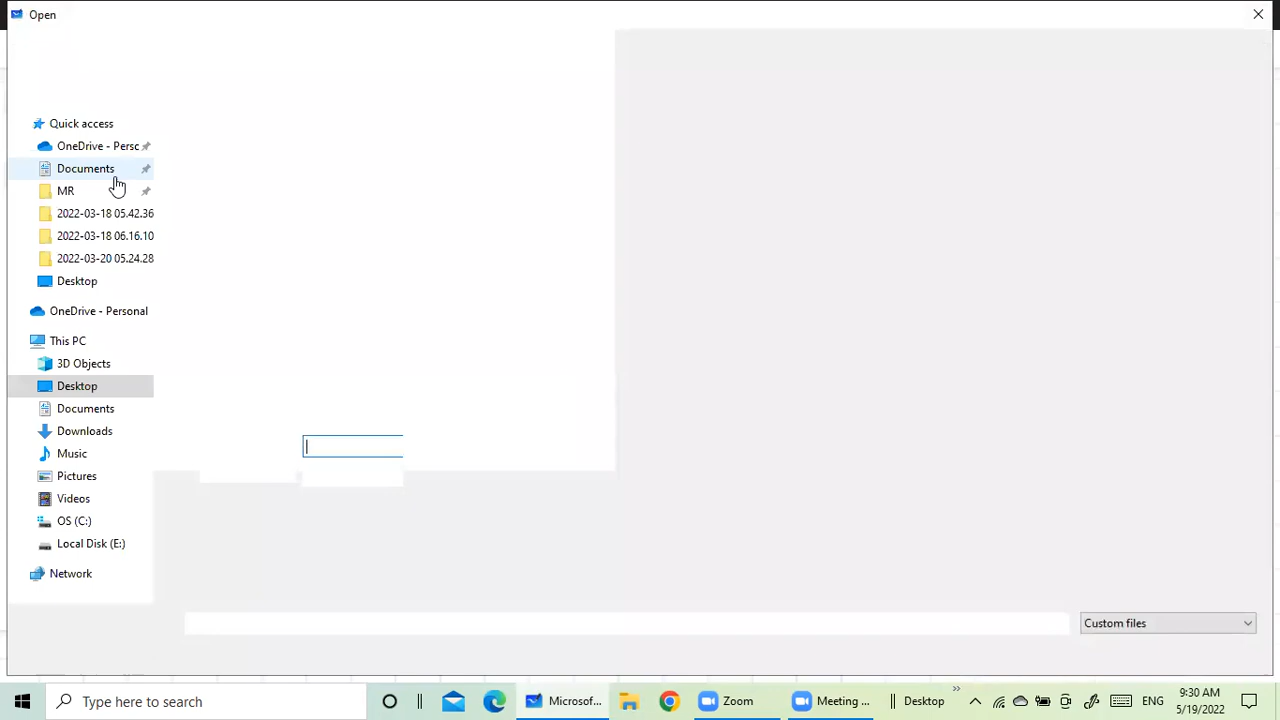 Open
Quick access
OneDrive - Persc
Documents
MR
2022-03-18 05.42.36
2022-03-18 06.16.10
2022-03-20 05.24.28
Desktop
OneDrive - Personal
This PC
3D Objects
Desktop
Documents
Downloads
Music
Pictures
Videos
OS (C:)
Local Disk (E:)
Network
Custom files
Type here to search
Microsof...
Zoom
Meeting ...
Desktop
ENG
9:30 AM
5/19/2022